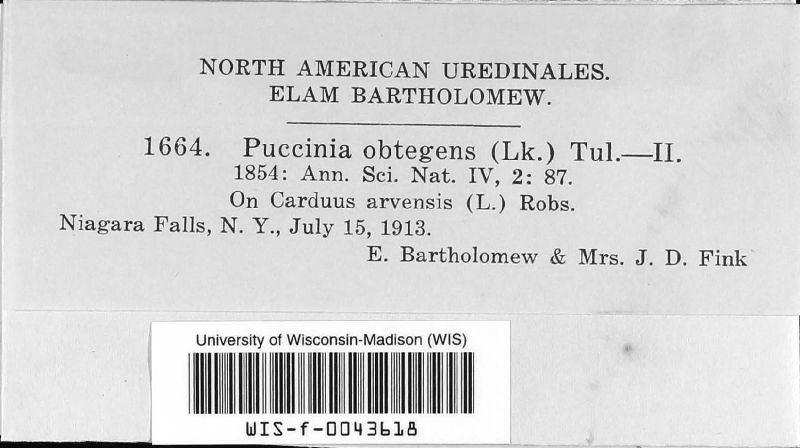 NORTH AMERICAN UREDINALES.
ELAM BARTHOLOMEW.
1664. Puccinia obtegens (Lk.) Tul.—II.
1854: Ann. Sci. Nat. IV, 2: 87.
On Carduus arvensis (L.) Robs.
Niagara Falls, N. Y., July 15, 1913.
E. Bartholomew & Mrs. J. D. Fink
University of Wisconsin-Madison (WIS)
WIS-f-0043618